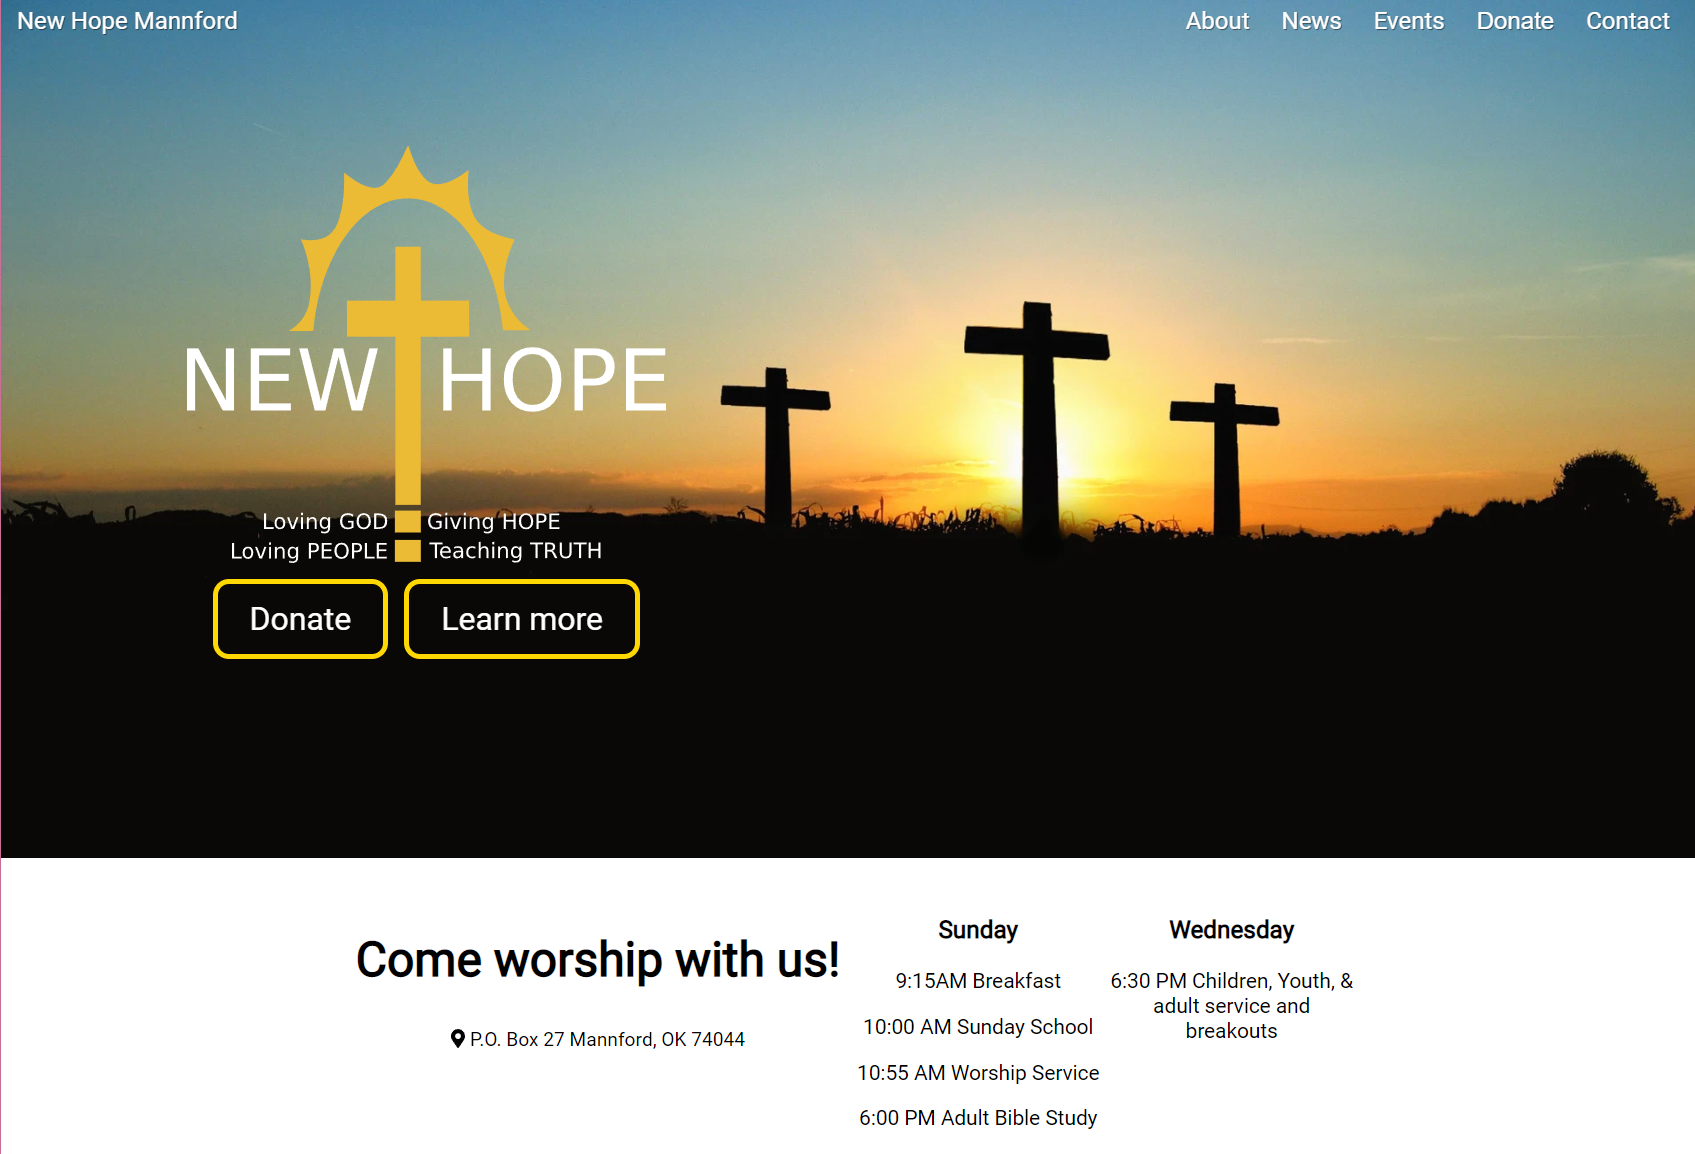 New Hope Mannford
About News Events Donate Contact
NEW HOPE
Loving GOD Giving HOPE
Loving PEOPLE Teaching TRUTH
Donate Learn more
Come worship with us!
P.O. Box 27 Mannford, OK 74044
Sunday
9:15AM Breakfast
10:00 AM Sunday School
10:55 AM Worship Service
6:00 PM Adult Bible Study
Wednesday
6:30 PM Children, Youth, &
adult service and
breakouts